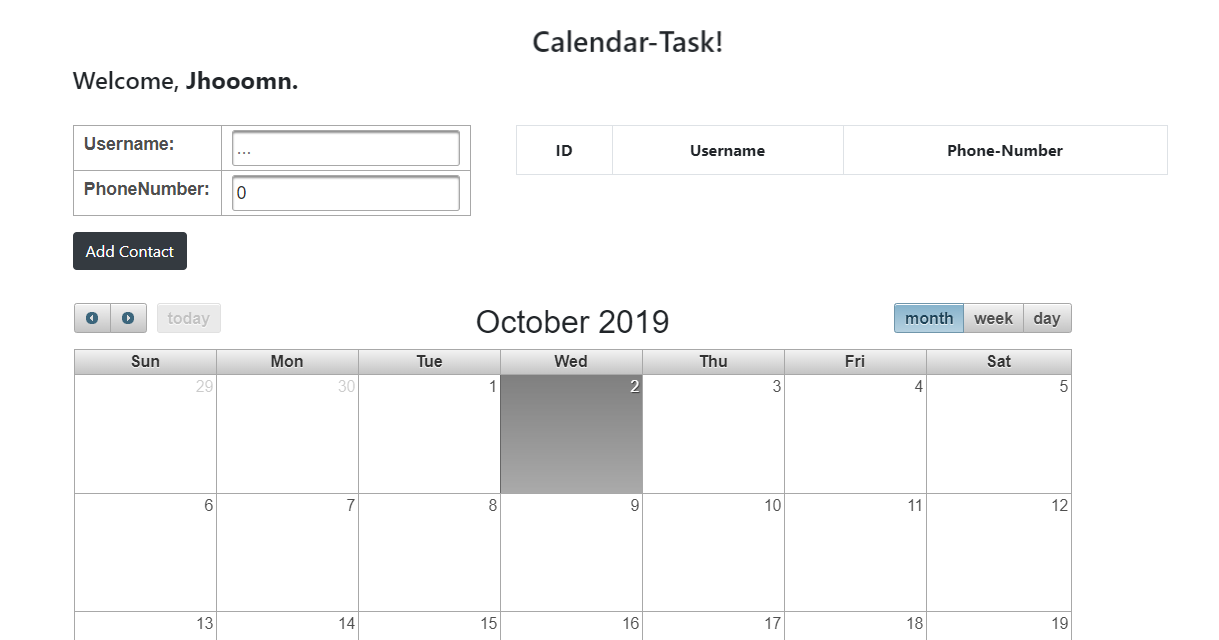 Calendar-Task!
Welcome, Jhooomn.
Username: ...
PhoneNumber: 0
ID Username Phone-Number
Add Contact
today October 2019 month week day
Sun Mon Tue Wed Thu Fri Sat
29 30 1 2 3 4 5
6 7 8 9 10 11 12
13 14 15 16 17 18 19